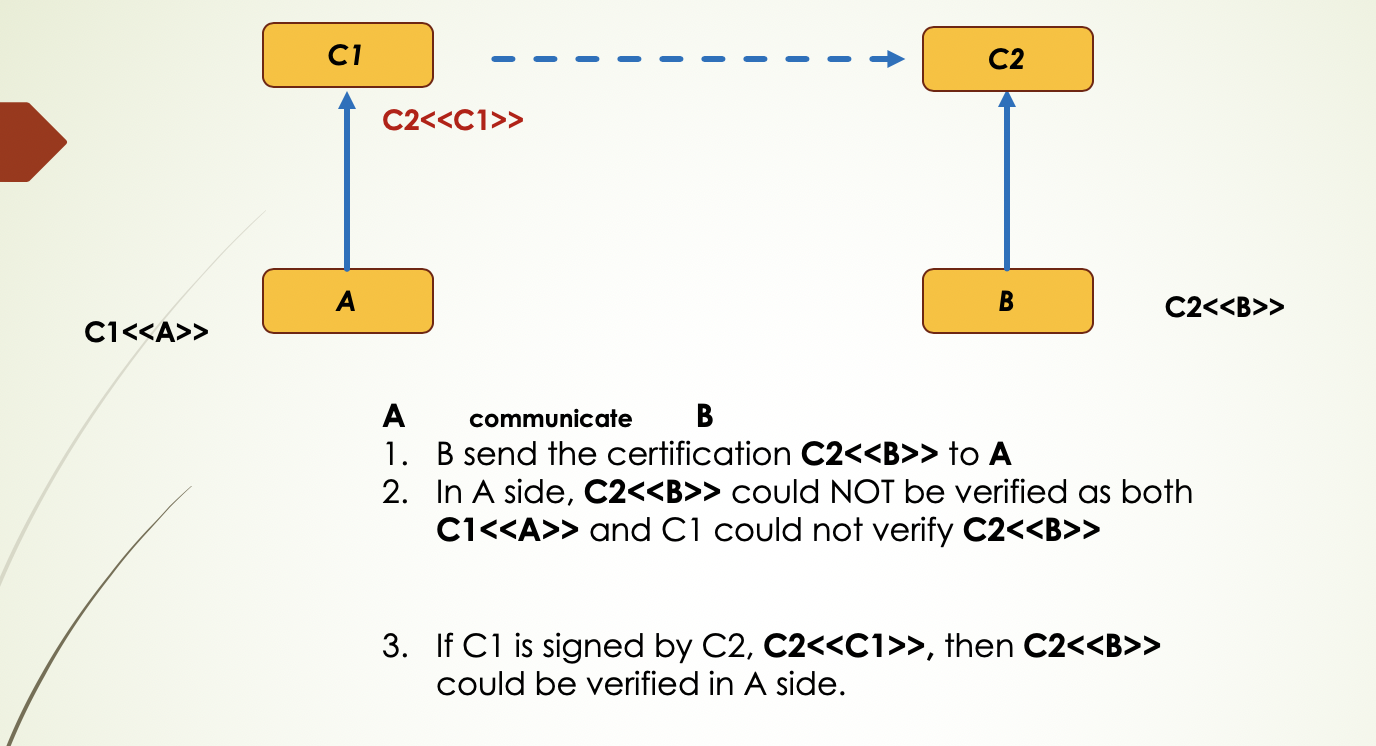 C1
C2
C2<<C1>>
A
B
C1<<A>>
C2<<B>>
A communicate B
1. B send the certification C2<<B>> to A
2. In A side, C2<<B>> could NOT be verified as both
C1<<A>> and C1 could not verify C2<<B>>
3. If C1 is signed by C2, C2<<C1>>, then C2<<B>>
could be verified in A side.